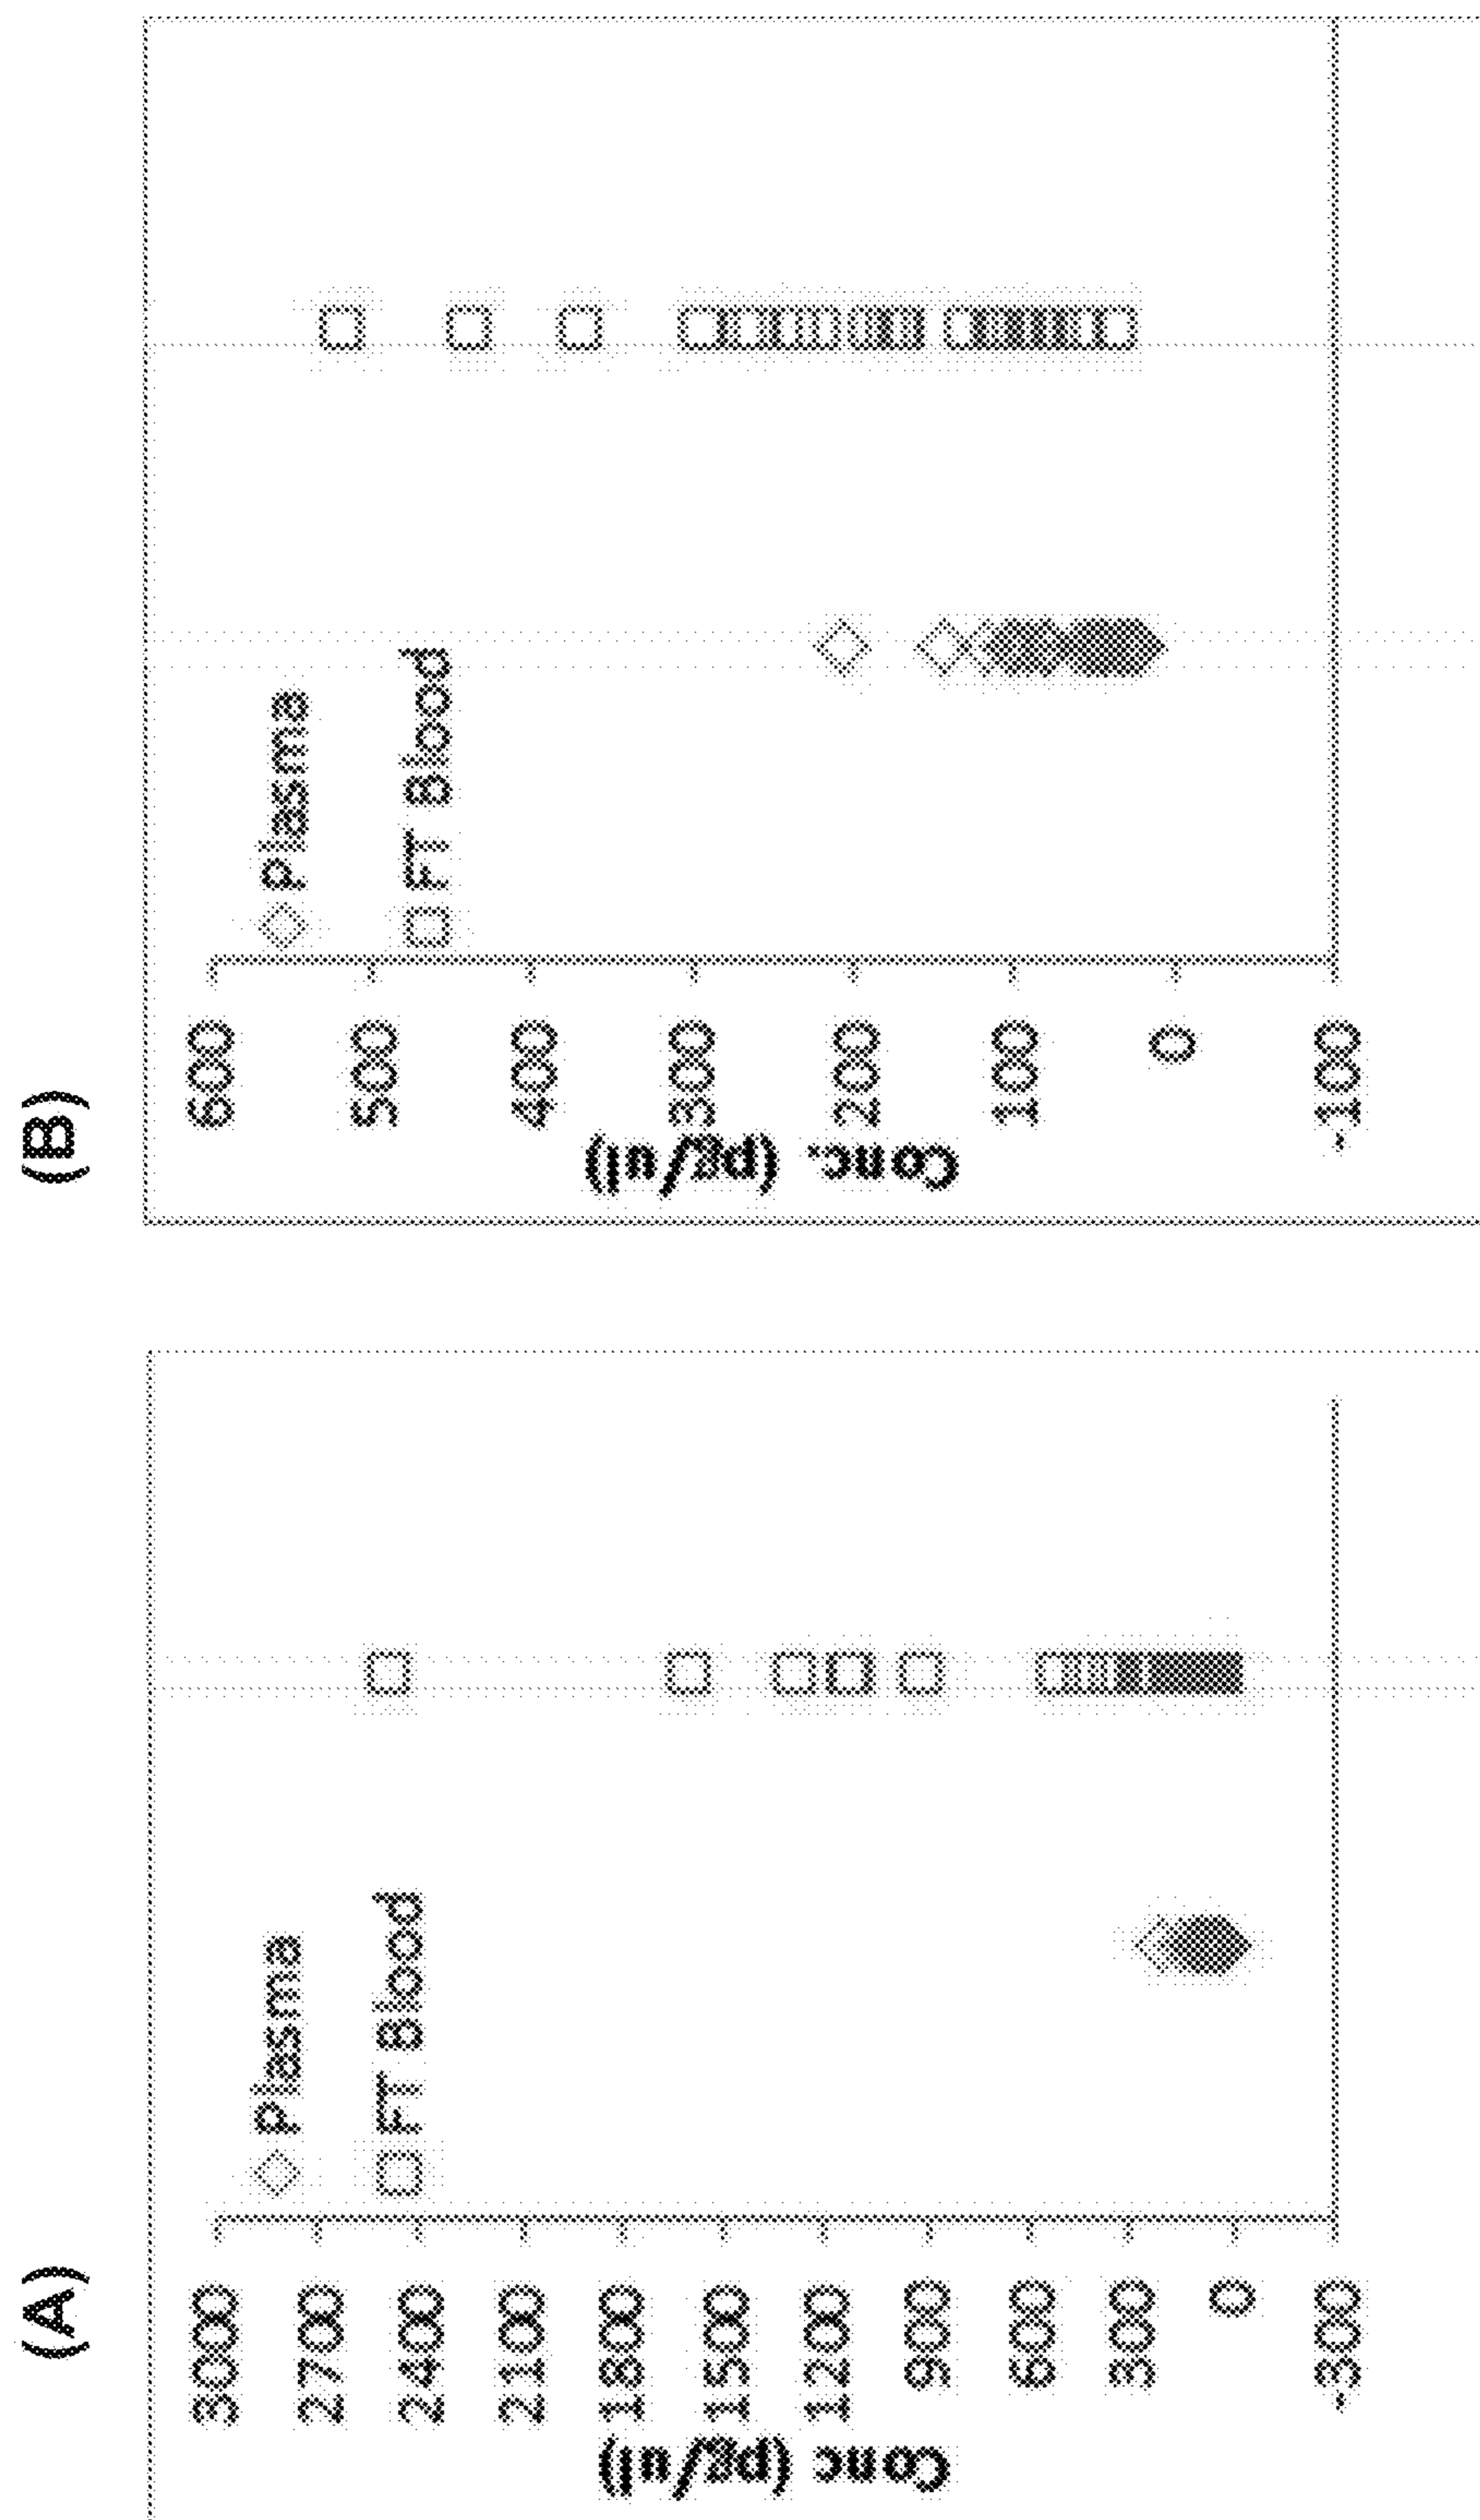 (A)
Conc (pg/ul)
3000
2700
2400
2100
1800
1500
1200
900
600
300
0
-300
Plasma
FT Blood
(B)
Conc. (pg/ul)
600
500
400
300
200
100
0
-100
Plasma
FT Blood